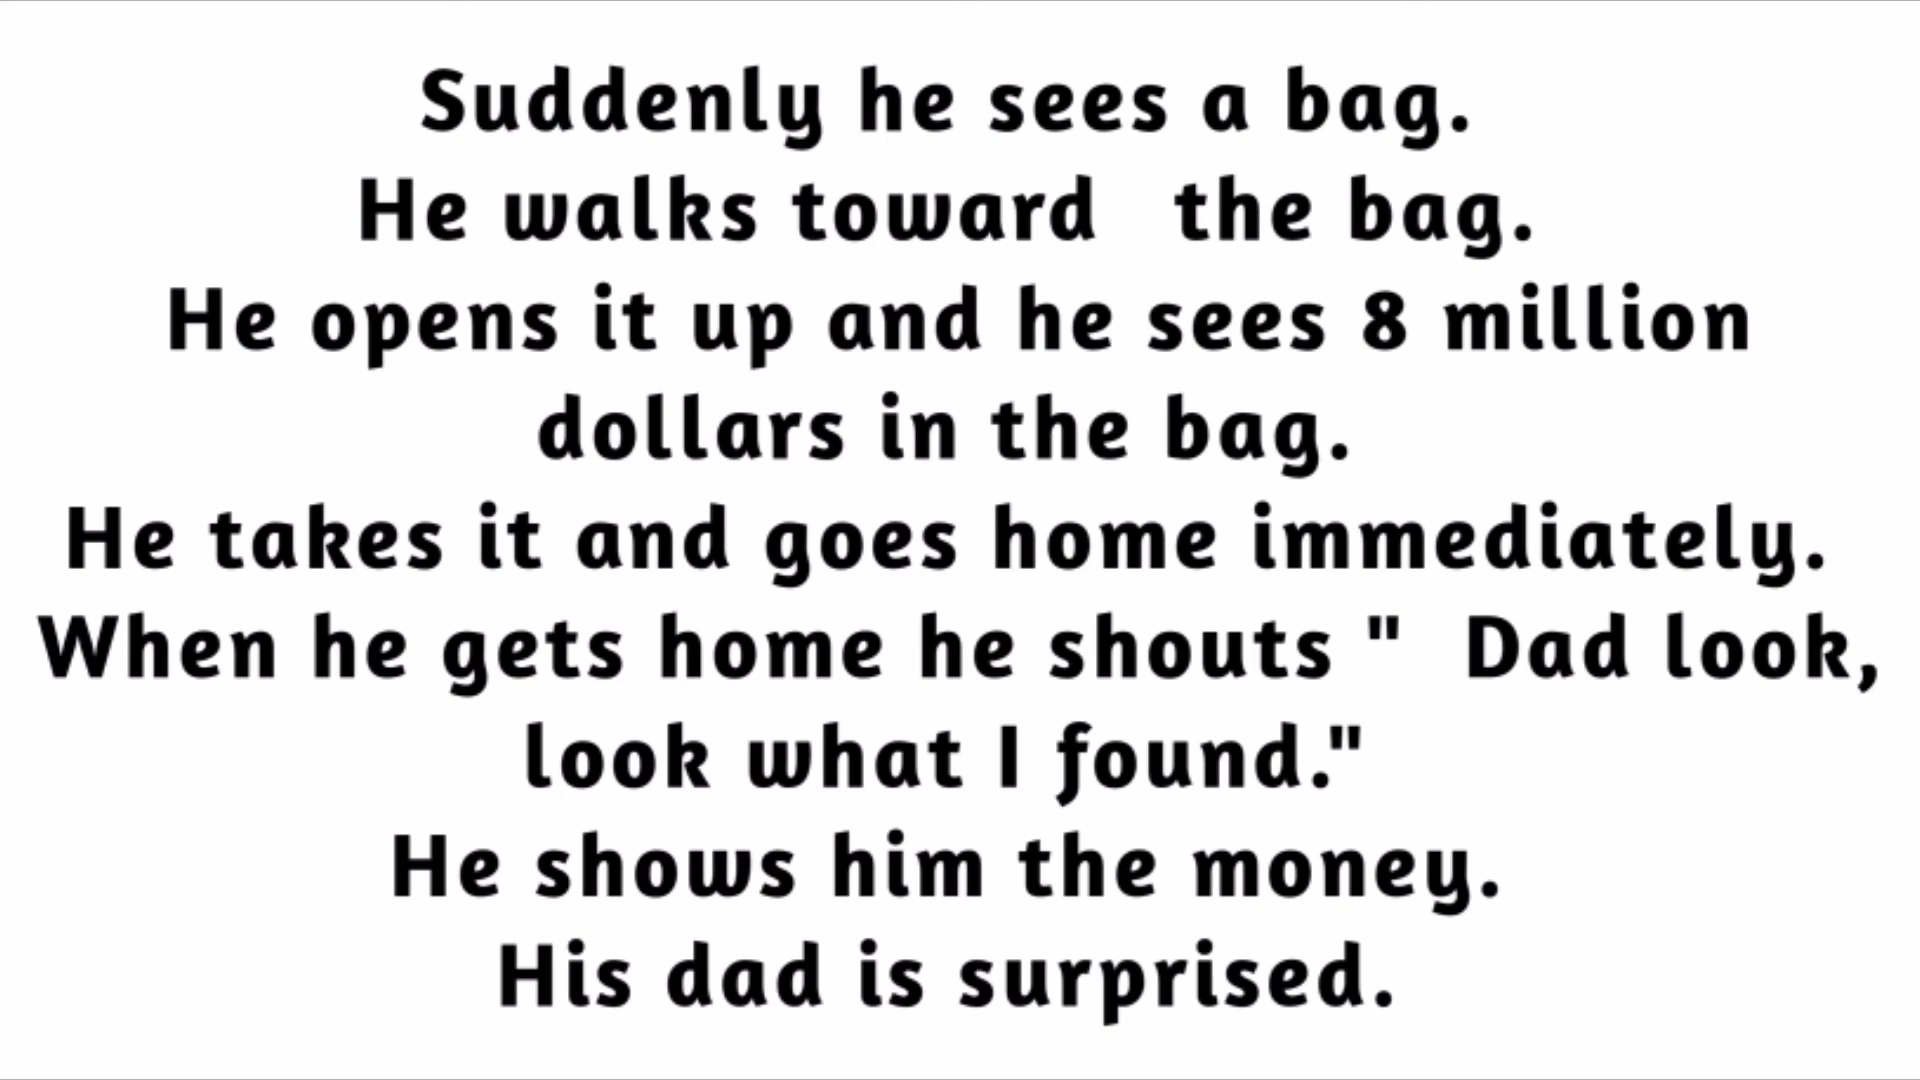 Suddenly he sees a bag.
He walks toward  the bag.
He opens it up and he sees 8 million
dollars in the bag.
He takes it and goes home immediately.
When he gets home he shouts "  Dad look,
look what I found."
He shows him the money.
His dad is surprised.